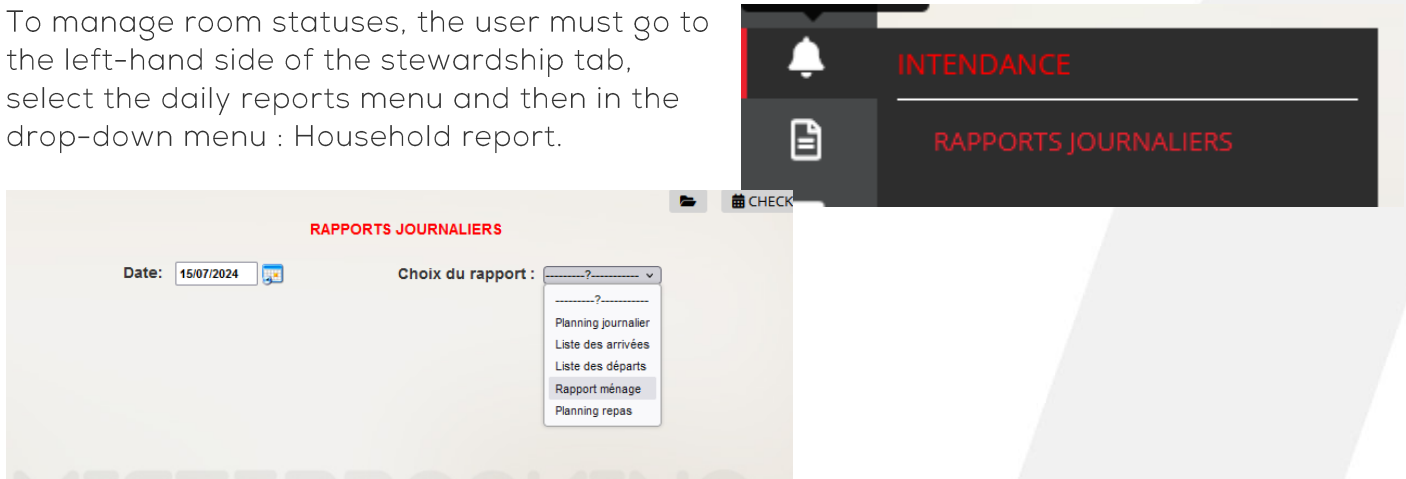 To manage room statuses, the user must go to
the left-hand side of the stewardship tab,
select the daily reports menu and then in the
drop-down menu : Household report.
INTENDANCE
RAPPORTS JOURNALIERS
CHECK
RAPPORTS JOURNALIERS
Date: 15/07/2024 Choix du rapport : ---------?-----------
---------?-----------
Planning journalier
Liste des arrivées
Liste des départs
Rapport ménage
Planning repas